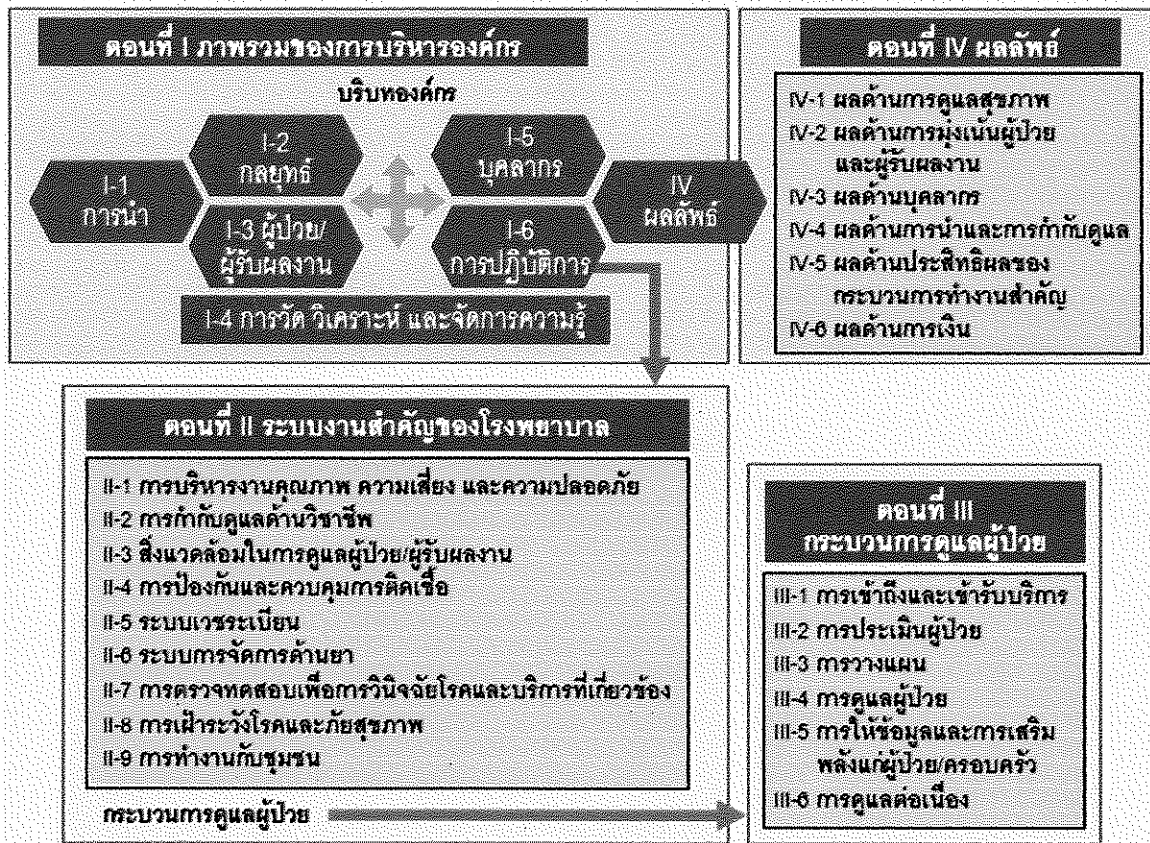 ตอนที่ I ภาพรวมของการบริหารองค์กร
บริบทองค์กร
I-1
การนำ
I-2
กลยุทธ์
I-3 ผู้ป่วย/
ผู้รับผลงาน
I-5
บุคลากร
I-6
การปฏิบัติการ
IV
ผลลัพธ์
I-4 การวัด วิเคราะห์ และจัดการความรู้
ตอนที่ IV ผลลัพธ์
IV-1 ผลด้านการดูแลสุขภาพ
IV-2 ผลด้านการมุ่งเน้นผู้ป่วย
และผู้รับผลงาน
IV-3 ผลด้านบุคลากร
IV-4 ผลด้านการนำและการกำกับดูแล
IV-5 ผลด้านประสิทธิผลของ
กระบวนการทำงานสำคัญ
IV-6 ผลด้านการเงิน
ตอนที่ II ระบบงานสำคัญของโรงพยาบาล
II-1 การบริหารงานคุณภาพ ความเสี่ยง และความปลอดภัย
II-2 การกำกับดูแลด้านวิชาชีพ
II-3 สิ่งแวดล้อมในการดูแลผู้ป่วย/ผู้รับผลงาน
II-4 การป้องกันและควบคุมการติดเชื้อ
II-5 ระบบเวชระเบียน
II-6 ระบบการจัดการด้านยา
II-7 การตรวจทดสอบเพื่อการวินิจฉัยโรคและบริการที่เกี่ยวข้อง
II-8 การเฝ้าระวังโรคและภัยสุขภาพ
II-9 การทำงานกับชุมชน
กระบวนการดูแลผู้ป่วย
ตอนที่ III
กระบวนการดูแลผู้ป่วย
III-1 การเข้าถึงและเข้ารับบริการ
III-2 การประเมินผู้ป่วย
III-3 การวางแผน
III-4 การดูแลผู้ป่วย
III-5 การให้ข้อมูลและการเสริม
พลังแก่ผู้ป่วย/ครอบครัว
III-6 การดูแลต่อเนื่อง